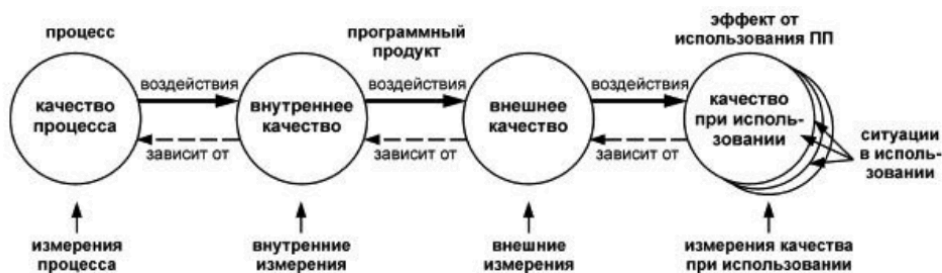 процесс
программный
продукт
эффект от
использования ПП
качество
процесса
воздействия
зависит от
внутреннее
качество
воздействия
зависит от
внешнее
качество
воздействия
зависит от
качество
при исполь-
зовании
ситуации
в исполь-
зовании
измерения
процесса
внутренние
измерения
внешние
измерения
измерения качества
при использовании